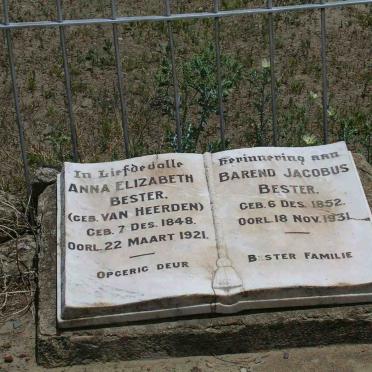 In Liefdevolle Herinnering aan
ANNA ELIZABETH
BESTER.
(GEB. VAN HEERDEN)
GEB. 7 DES. 1848.
OORL. 22 MAART 1921.
OPGERIG DEUR
BAREND JACOBUS
BESTER.
GEB. 6 DES. 1852.
OORL. 18 NOV. 1931.
BESTER FAMILIE